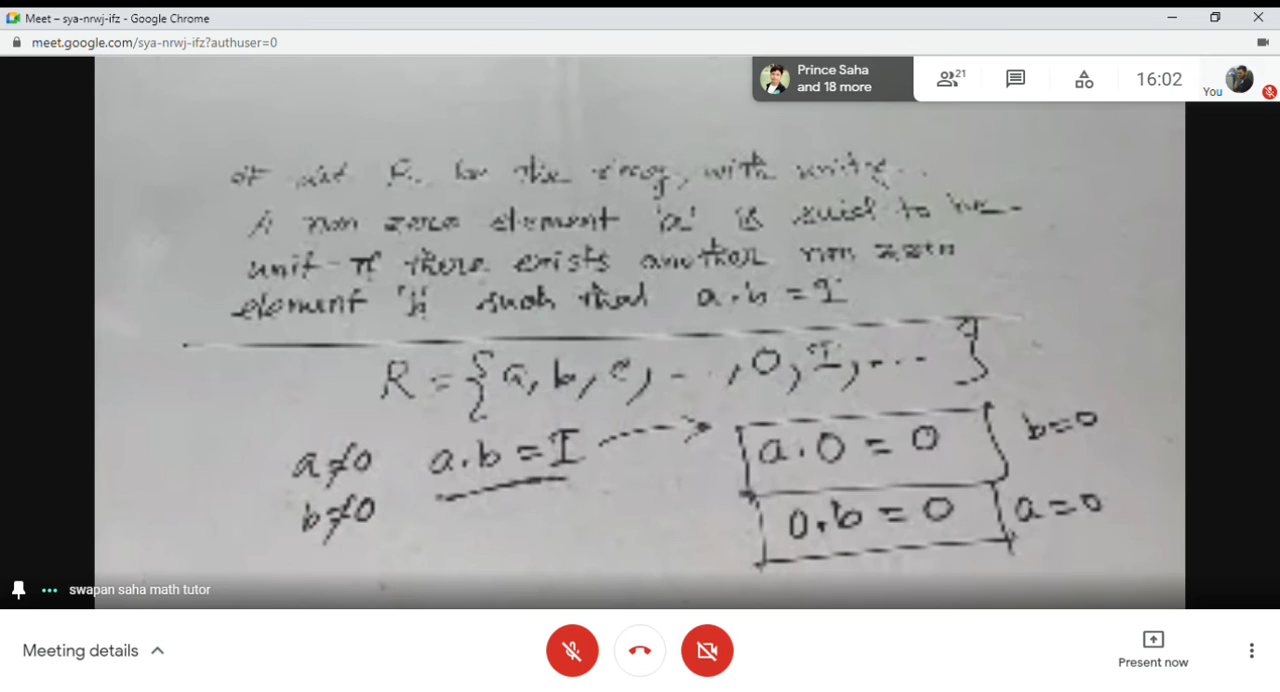 Meet – sya-nrwj-ifz - Google Chrome
meet.google.com/sya-nrwj-ifz?authuser=0
Prince Saha
and 18 more
21
16:02
You
the ring, with unity.
A non zero element 'a' is said to be
unit if there exists another non zero
element 'b' such that a.b = I
R = {a, b, c, - . . , 0, I, . . . }
a≠0 a.b = I a.0 = 0 b=0
b≠0 0.b = 0 a=0
swapan saha math tutor
Meeting details
Present now